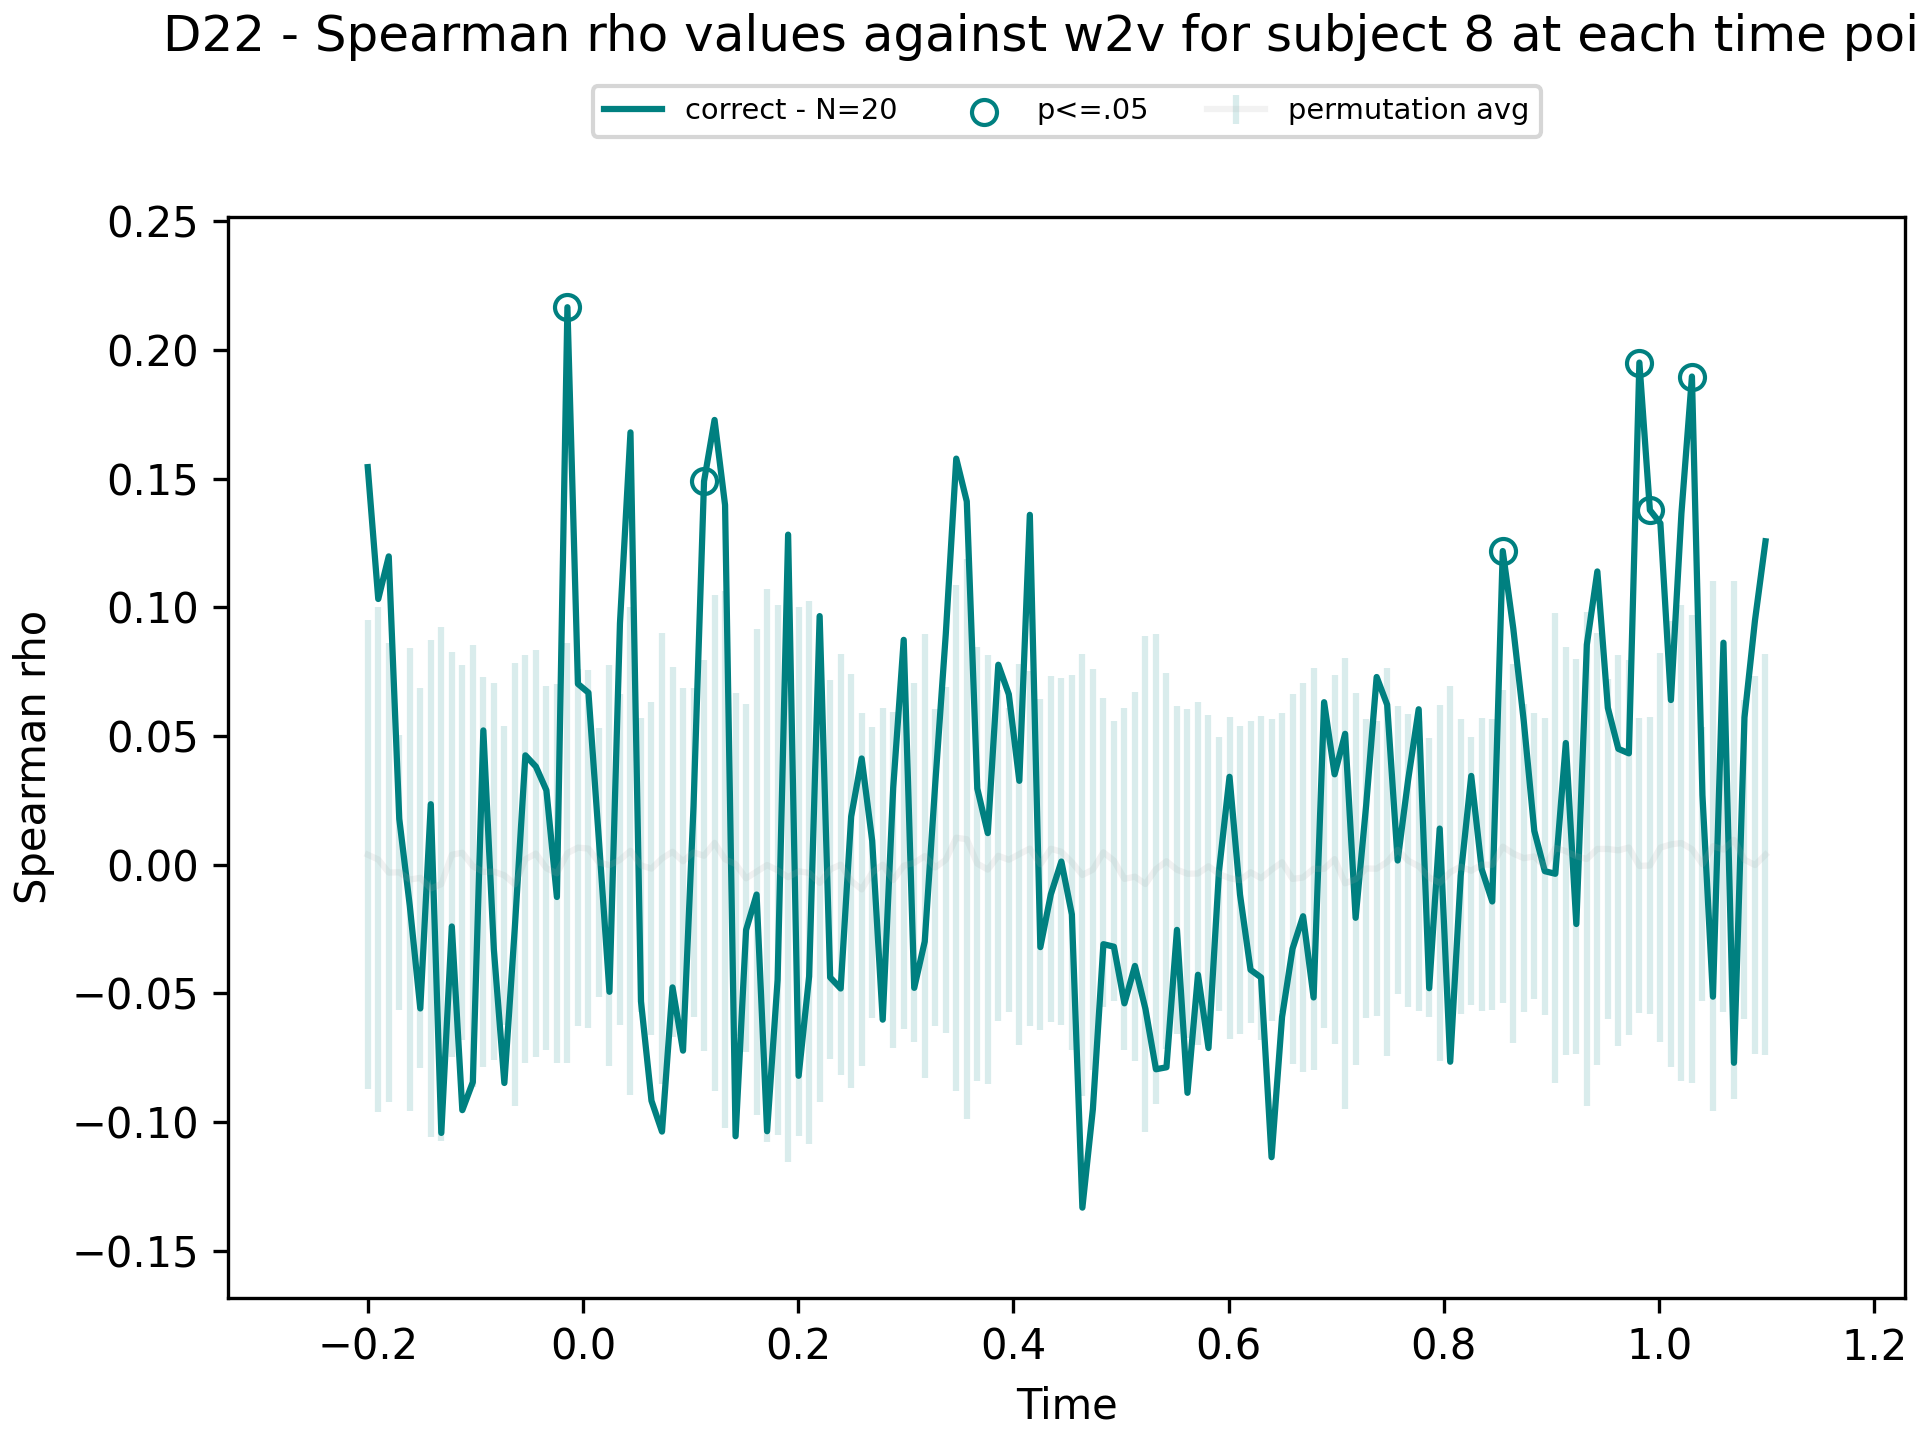 D22 - Spearman rho values against w2v for subject 8 at each time poi
correct - N=20 p<=.05 permutation avg
0.25
0.20
0.15
0.10
0.05
0.00
−0.05
−0.10
−0.15
Spearman rho
−0.2 0.0 0.2 0.4 0.6 0.8 1.0 1.2
Time